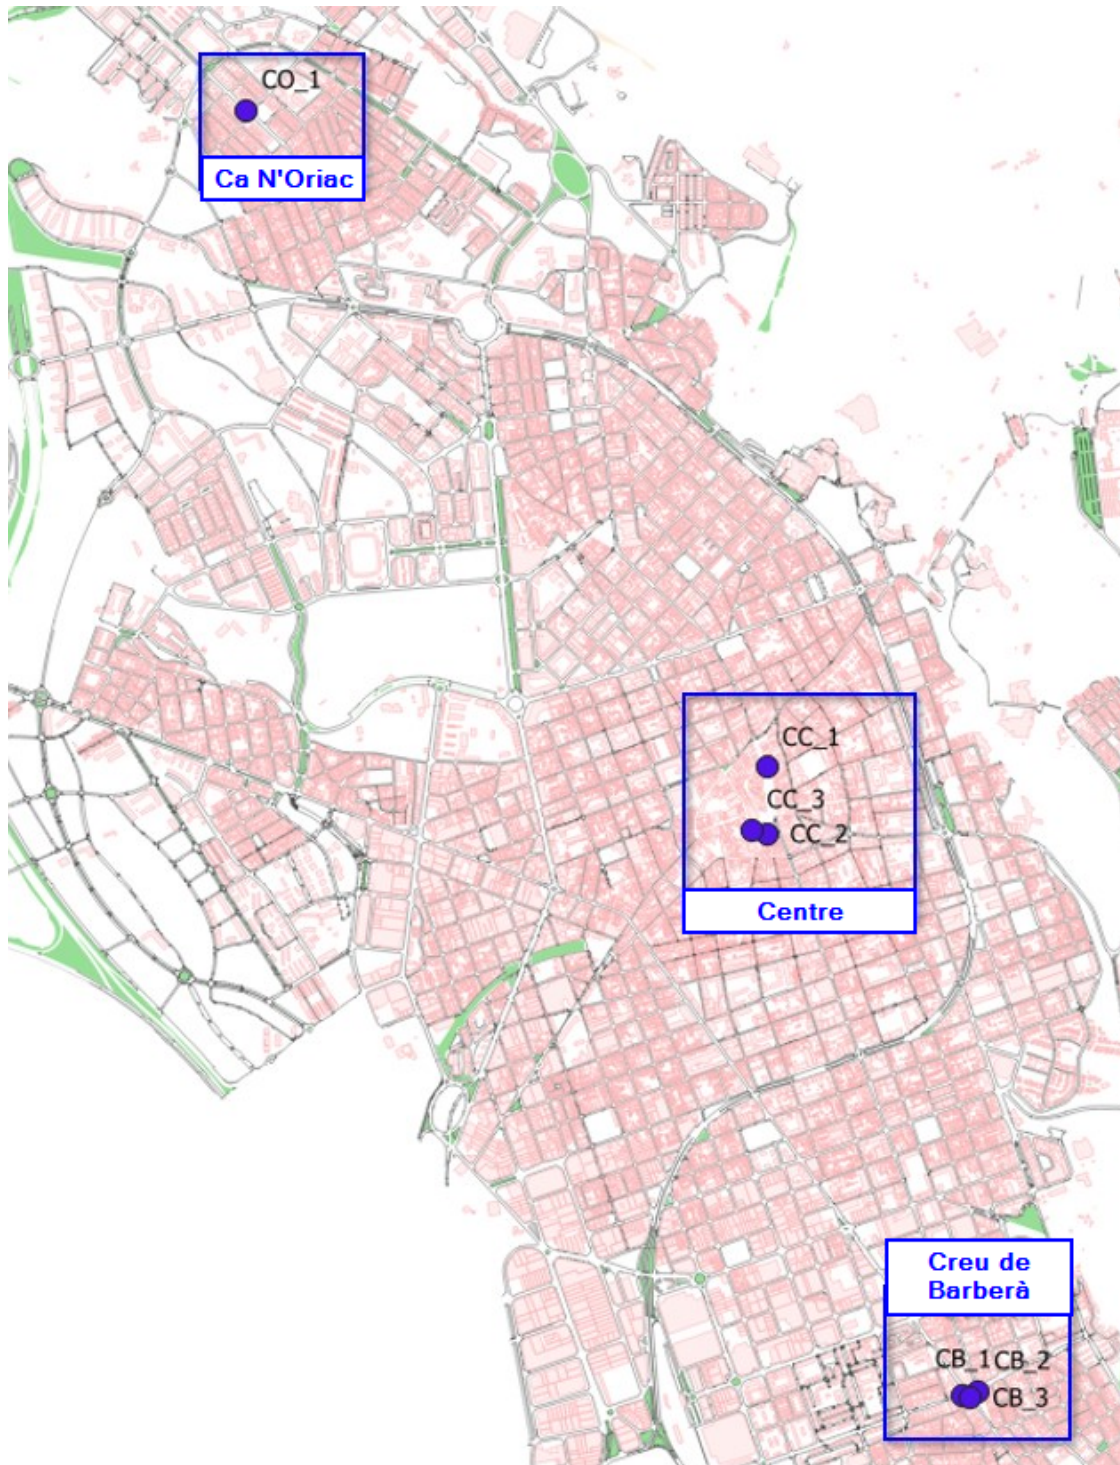 CO_1
Ca N'Oriac
CC_1
CC_3
CC_2
Centre
Creu de
Barberà
CB_1 CB_2
CB_3